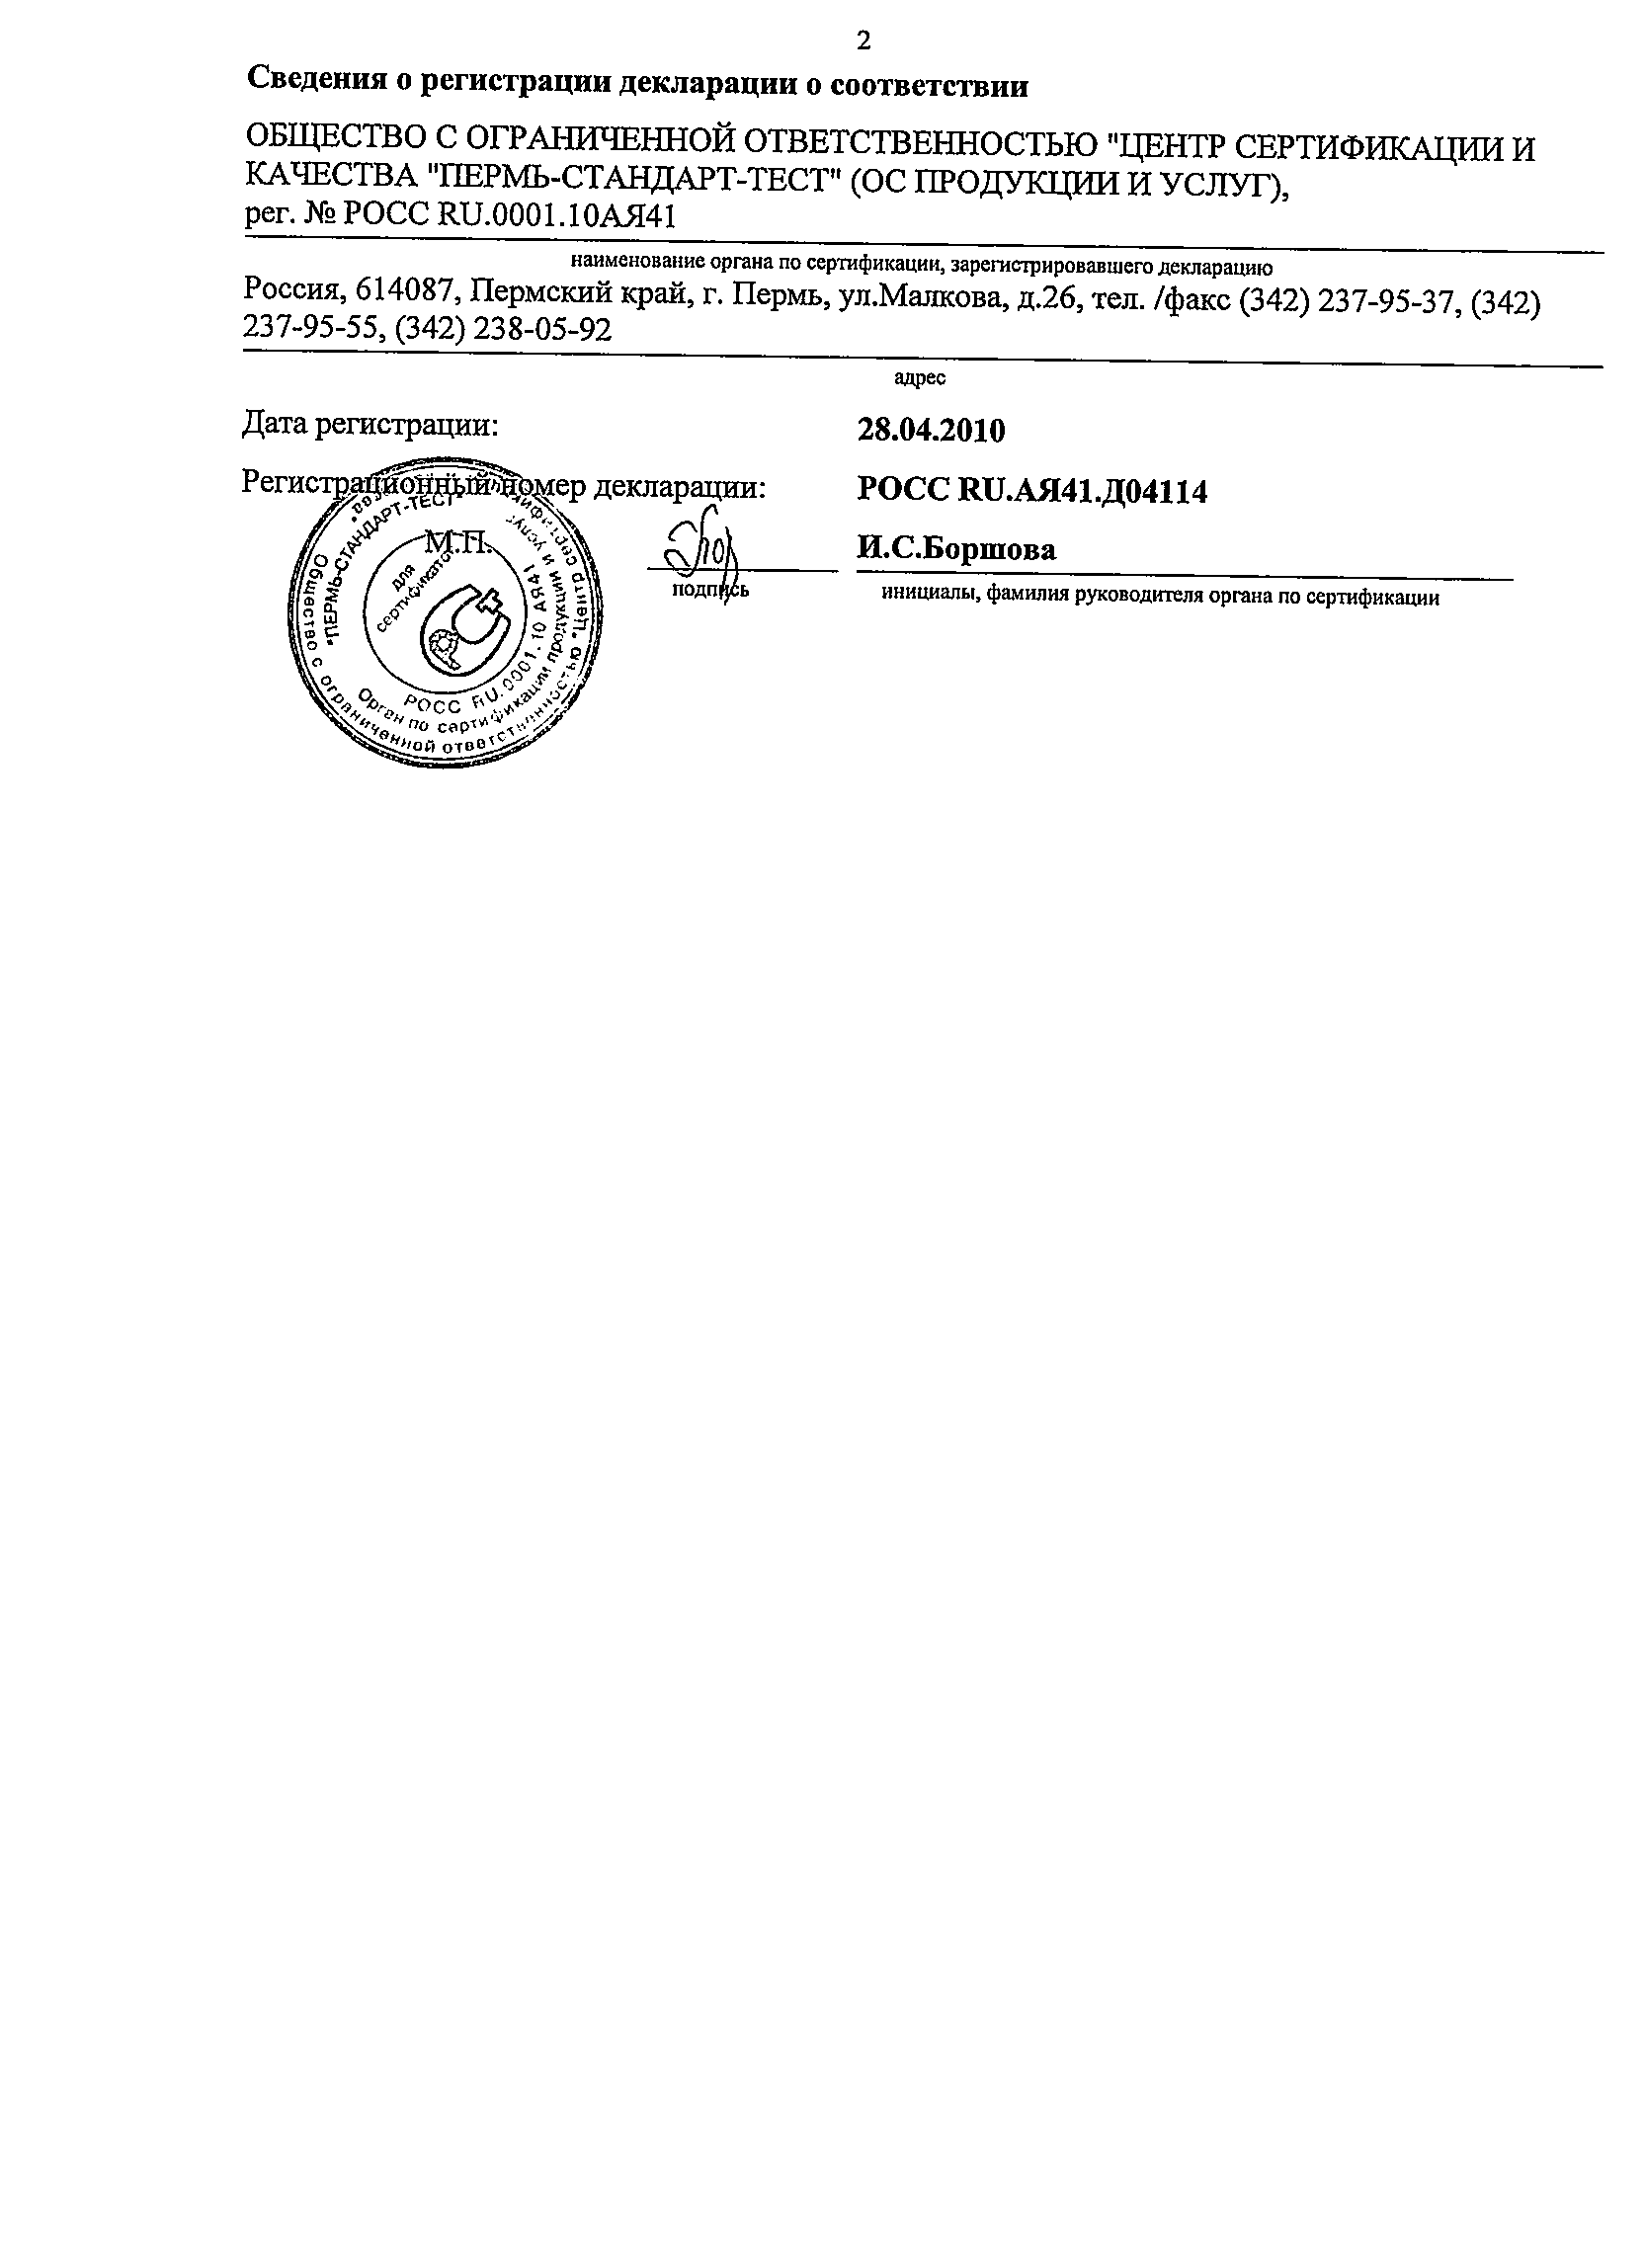 2
Сведения о регистрации декларации о соответствии
ОБЩЕСТВО С ОГРАНИЧЕННОЙ ОТВЕТСТВЕННОСТЬЮ "ЦЕНТР СЕРТИФИКАЦИИ И
КАЧЕСТВА "ПЕРМЬ-СТАНДАРТ-ТЕСТ" (ОС ПРОДУКЦИИ И УСЛУГ),
рег. № РОСС RU.0001.10АЯ41
наименование органа по сертификации, зарегистрировавшего декларацию
Россия, 614087, Пермский край, г. Пермь, ул.Малкова, д.26, тел. /факс (342) 237-95-37, (342)
237-95-55, (342) 238-05-92
адрес
Дата регистрации: 28.04.2010
Регистрационный номер декларации: РОСС RU.АЯ41.Д04114
М.П. И.С.Боршова
подпись инициалы, фамилия руководителя органа по сертификации
Общество с ограниченной ответственностью "Центр
"ПЕРМЬ-СТАНДАРТ-ТЕСТ"
Орган по сертификации продукции и услуг
РОСС RU.0001.10 АЯ41
для